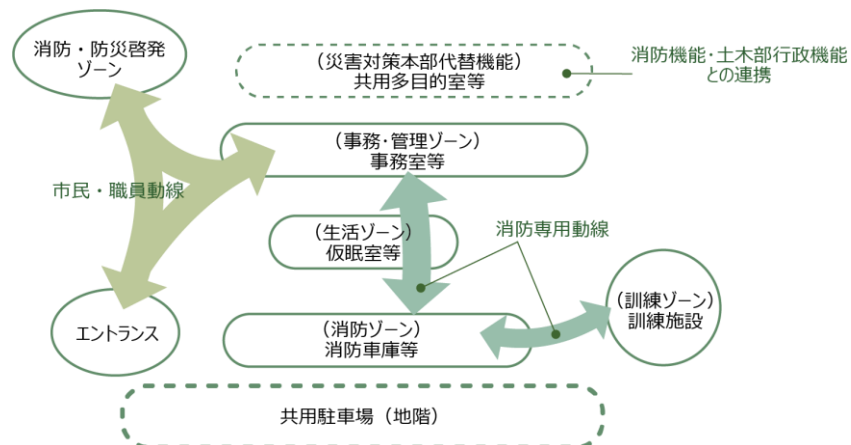 消防・防災啓発
ゾーン
（災害対策本部代替機能）
共用多目的室等
消防機能・土木部行政機能
との連携
（事務・管理ゾーン）
事務室等
市民・職員動線
（生活ゾーン）
仮眠室等
消防専用動線
エントランス
（消防ゾーン）
消防車庫等
（訓練ゾーン）
訓練施設
共用駐車場（地階）